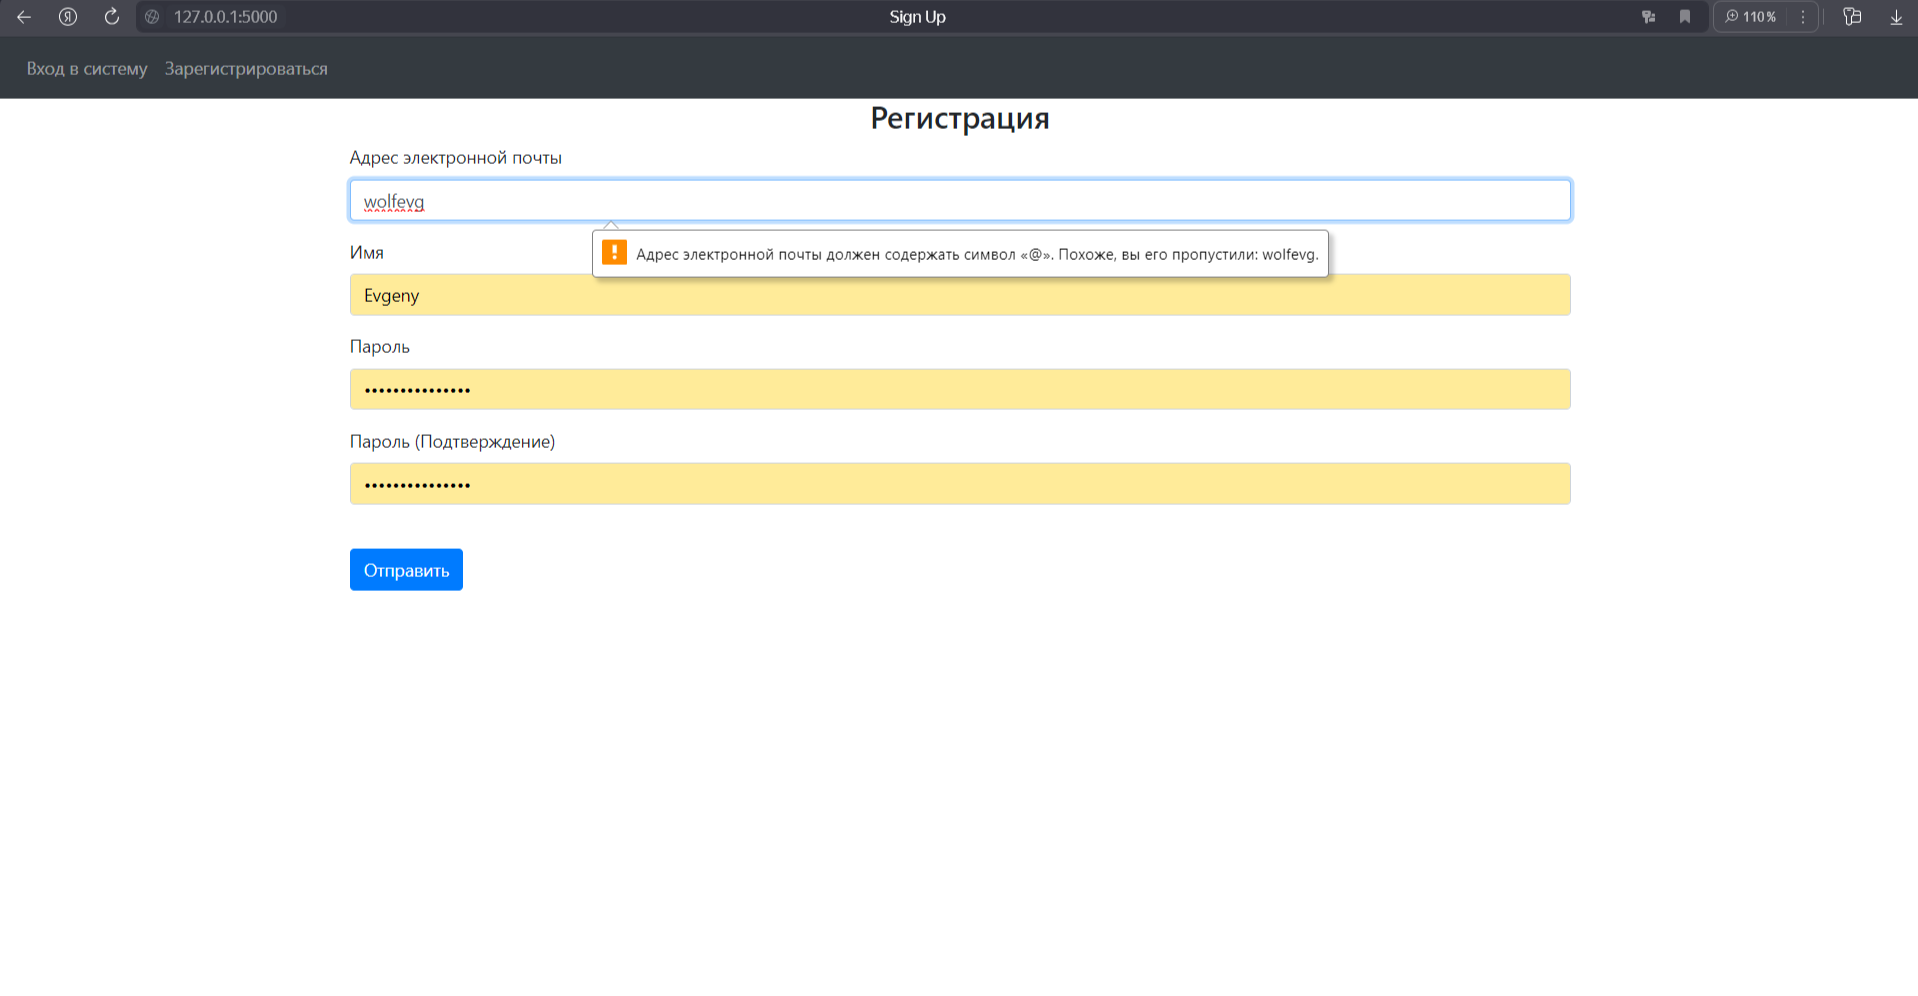 127.0.0.1:5000 Sign Up 110%
Вход в систему Зарегистрироваться
Регистрация
Адрес электронной почты
wolfevg
Адрес электронной почты должен содержать символ «@». Похоже, вы его пропустили: wolfevg.
Имя
Evgeny
Пароль
•••••••••••••••
Пароль (Подтверждение)
•••••••••••••••
Отправить